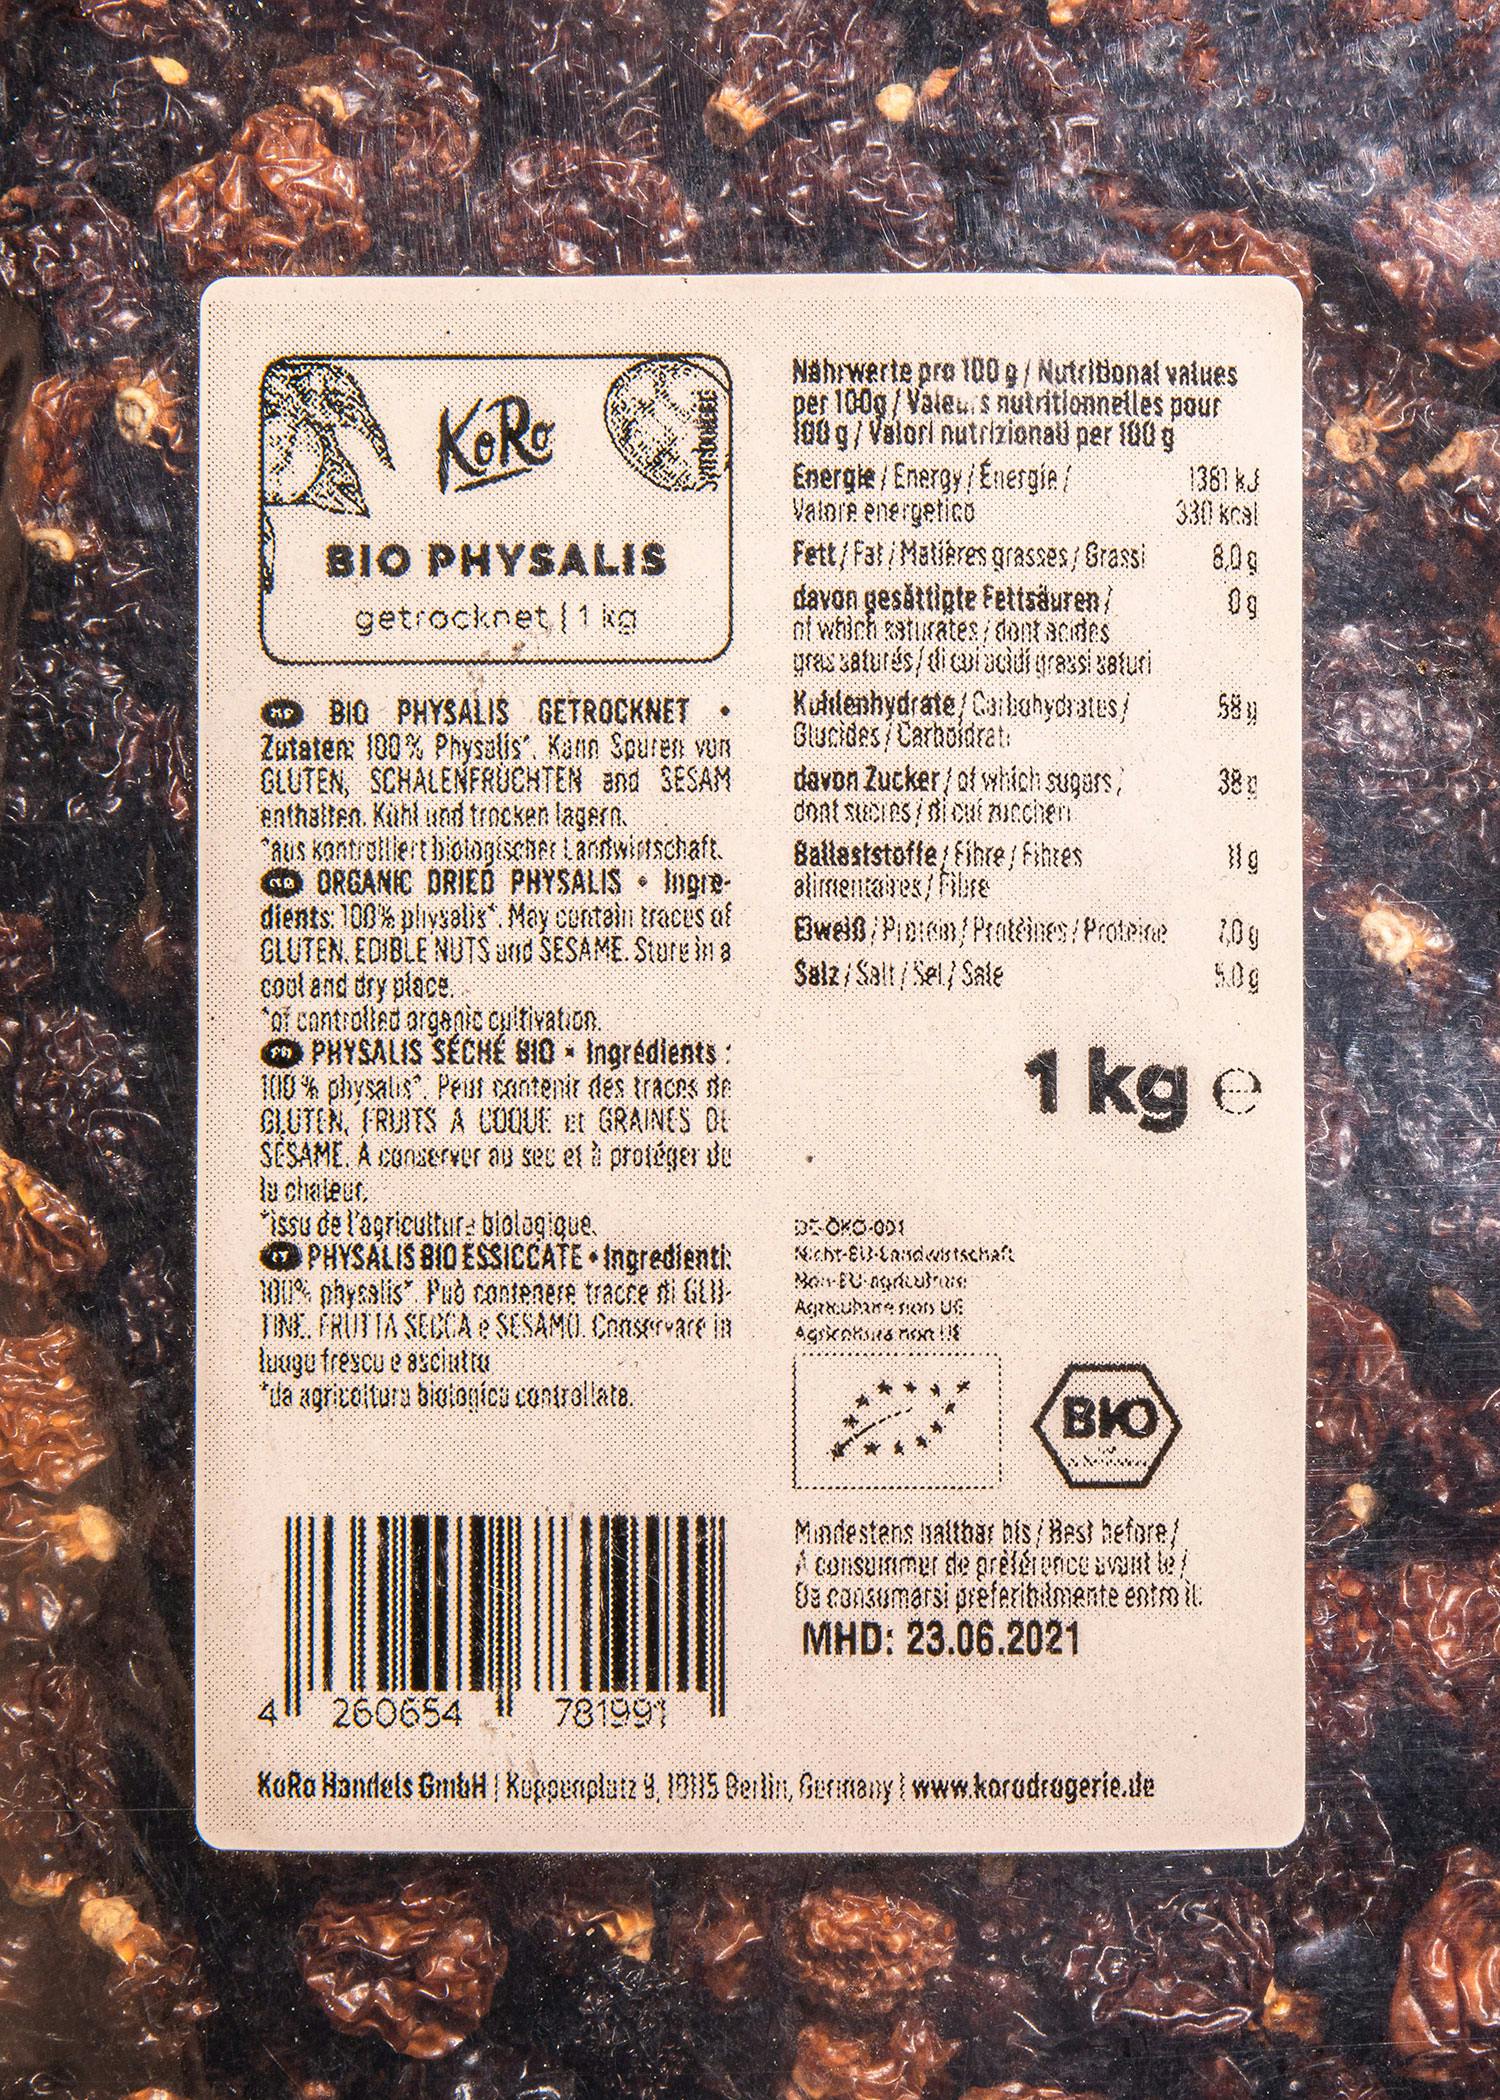 KoRo
Symbolbild
BIO PHYSALIS
getrocknet | 1 kg
BIO PHYSALIS GETROCKNET •
Zutaten: 100 % Physalis*. Kann Spuren von
GLUTEN, SCHALENFRÜCHTEN and SESAM
enthalten. Kühl und trocken lagern.
*aus kontrolliert biologischer Landwirtschaft.
GB ORGANIC DRIED PHYSALIS • Ingre-
dients: 100% physalis*. May contain traces of
GLUTEN, EDIBLE NUTS und SESAME. Store in a
cool and dry place.
*of controlled organic cultivation.
PHYSALIS SÉCHÉ BIO • Ingrédients :
100 % physalis*. Peut contenir des traces de
GLUTEN, FRUITS A COQUE et GRAINES DE
SÉSAME. À conserver au sec et à protéger de
la chaleur.
*issu de l'agriculture biologique.
IT PHYSALIS BIO ESSICCATE • Ingredienti:
100% physalis*. Può contenere tracce di GLU-
TINE, FRUTTA SECCA e SESAMO. Conservare in
luogo fresco e asciutto
*da agricoltura biologica controllata.
4 260654 781991
Nährwerte pro 100 g / Nutritional values
per 100g / Valeurs nutritionnelles pour
100 g / Valori nutrizionali per 100 g
Energie / Energy / Énergie / 1381 kJ
Valore energetico 330 kcal
Fett / Fat / Matières grasses / Grassi 8,0 g
davon gesättigte Fettsäuren / 0 g
of which saturates / dont acides
gras saturés / di cui acidi grassi saturi
Kohlenhydrate / Carbohydrates / 58 g
Glucides / Carboidrati
davon Zucker / of which sugars / 38 g
dont sucres / di cui zuccheri
Ballaststoffe / Fibre / Fibres 11 g
alimentaires / Fibre
Eiweiß / Protein / Protéines / Proteine 7,0 g
Salz / Salt / Sel / Sale 5,0 g
1 kg e
DE-ÖKO-001
Nicht-EU-Landwirtschaft
Non-EU-agriculture
Agriculture non UE
Agricoltura non UE
BIO
Mindestens haltbar bis / Best before /
À consommer de préférence avant le /
Da consumarsi preferibilmente entro il:
MHD: 23.06.2021
KoRo Handels GmbH | Koppenplatz 9, 10115 Berlin, Germany | www.korodrogerie.de